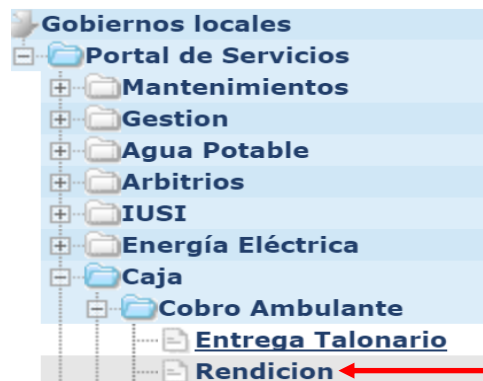 Gobiernos locales
Portal de Servicios
Mantenimientos
Gestion
Agua Potable
Arbitrios
IUSI
Energía Eléctrica
Caja
Cobro Ambulante
Entrega Talonario
Rendicion